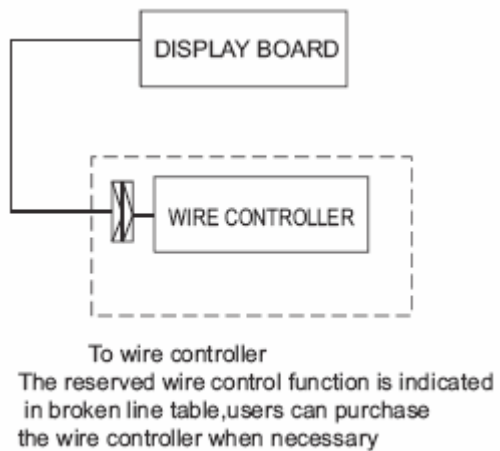 DISPLAY BOARD
WIRE CONTROLLER
To wire controller
The reserved wire control function is indicated
in broken line table,users can purchase
the wire controller when necessary